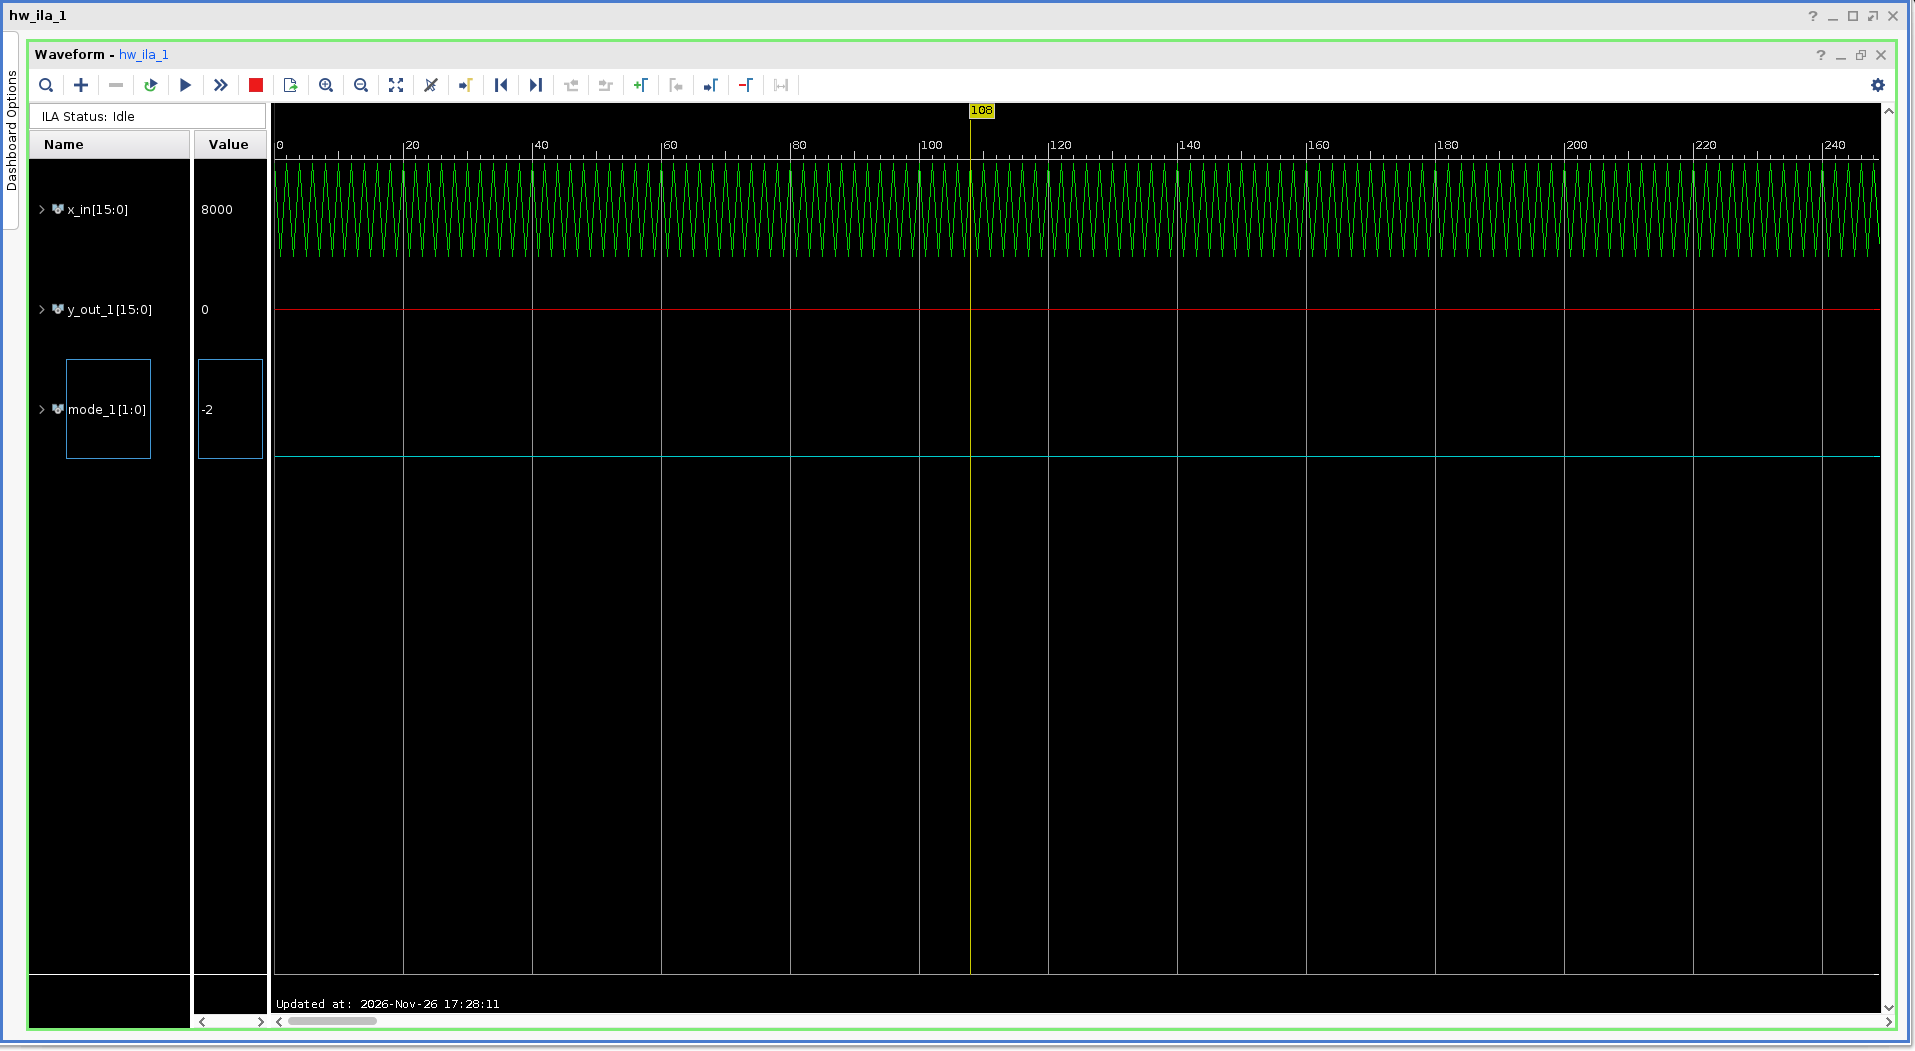 hw_ila_1
Dashboard Options
Waveform - hw_ila_1
ILA Status: Idle
Name Value
108
0 20 40 60 80 100 120 140 160 180 200 220 240
x_in[15:0] 8000
y_out_1[15:0] 0
mode_1[1:0] -2
Updated at: 2026-Nov-26 17:28:11